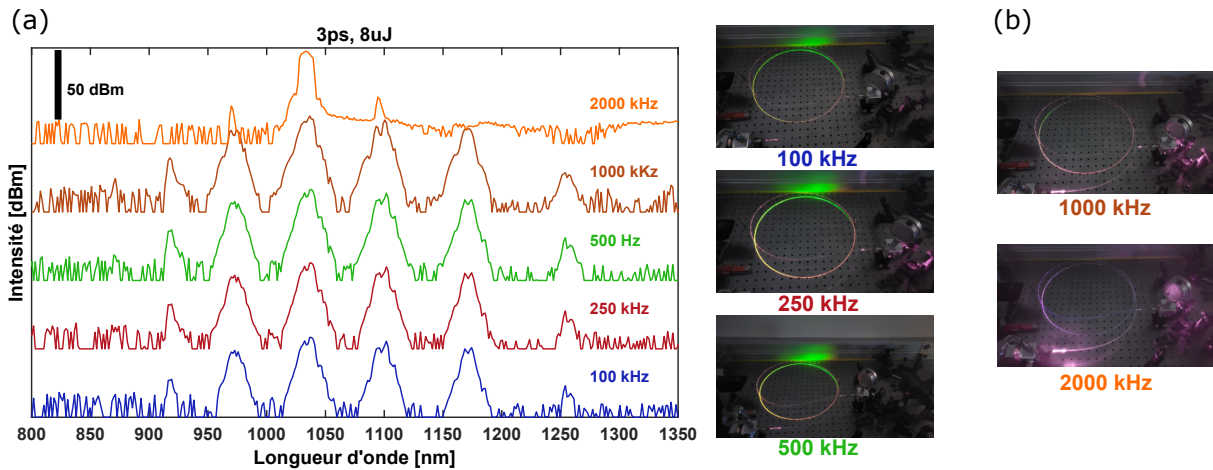 (a)
(b)
3ps, 8uJ
50 dBm
2000 kHz
1000 kKz
500 Hz
250 kHz
100 kHz
Intensité [dBm]
800 850 900 950 1000 1050 1100 1150 1200 1250 1300 1350
Longueur d'onde [nm]
100 kHz
250 kHz
500 kHz
1000 kHz
2000 kHz